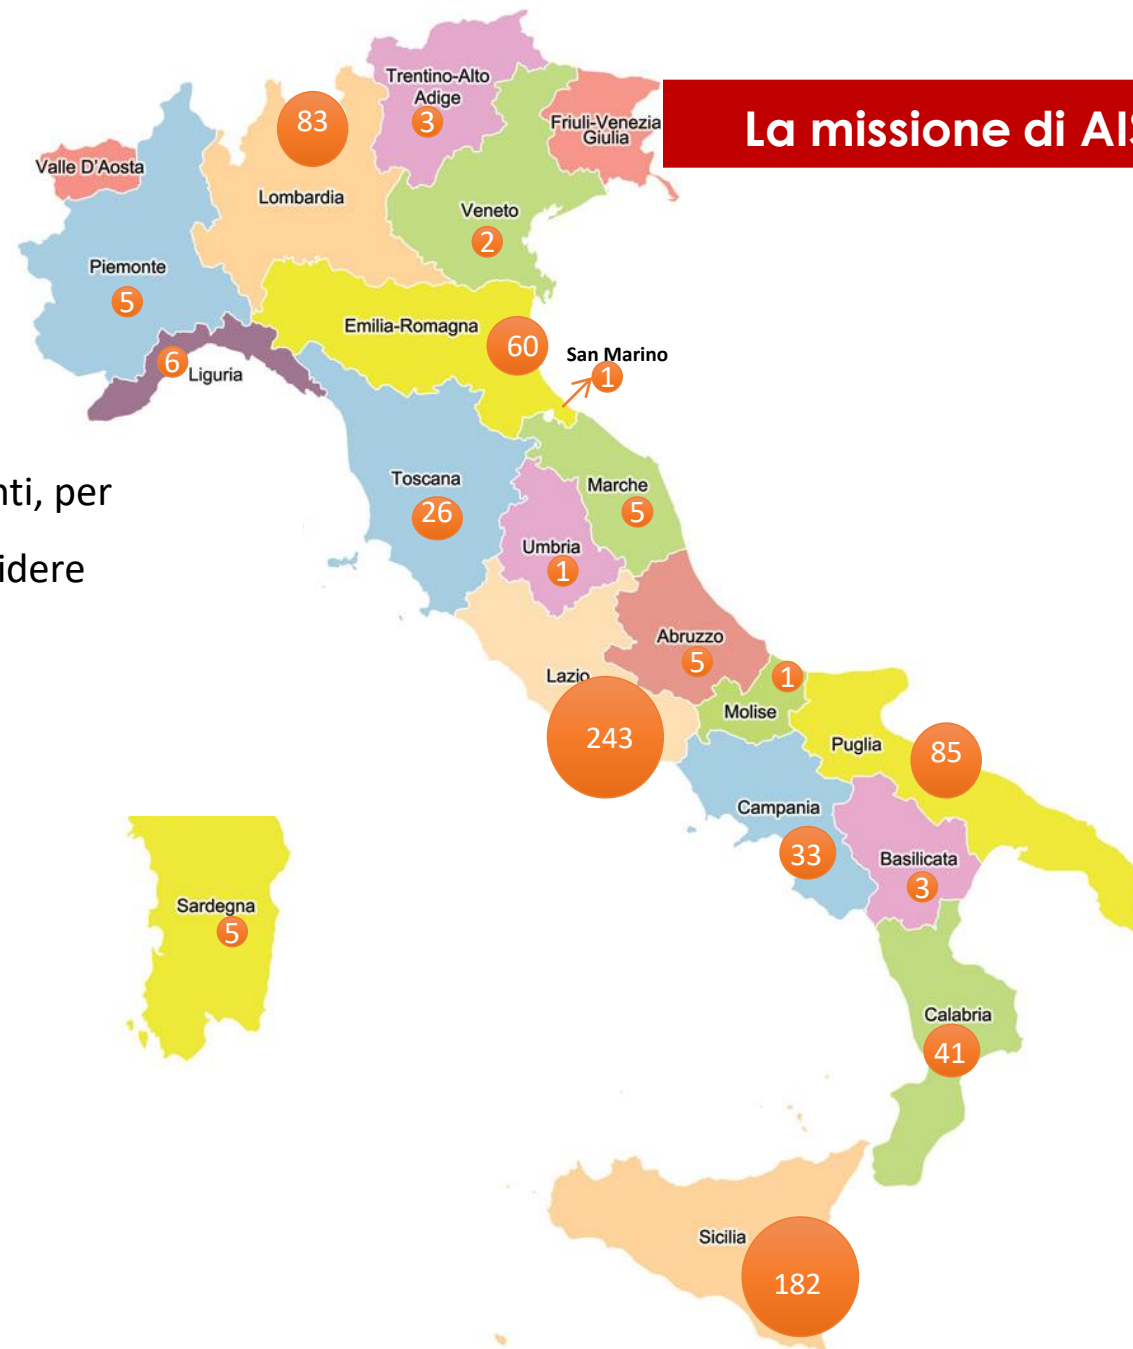 Trentino-Alto
Adige
3
83
La missione di AIS
Friuli-Venezia
Giulia
Valle D'Aosta
Lombardia
Veneto
2
Piemonte
5
Emilia-Romagna
60
San Marino
1
6
Liguria
Toscana
26
Marche
5
nti, per
Umbria
1
idere
Abruzzo
5
Lazio
1
Molise
243
Puglia
85
Campania
33
Basilicata
3
Sardegna
5
Calabria
41
Sicilia
182